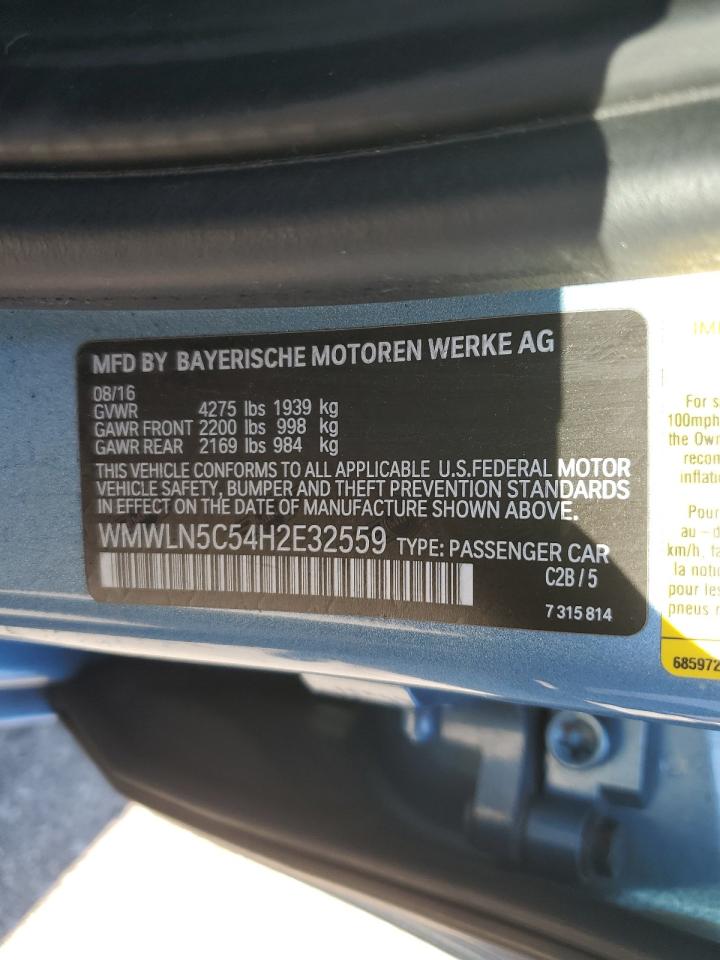 MFD BY BAYERISCHE MOTOREN WERKE AG
08/16
GVWR 4275 lbs 1939 kg
GAWR FRONT 2200 lbs 998 kg
GAWR REAR 2169 lbs 984 kg
THIS VEHICLE CONFORMS TO ALL APPLICABLE U.S.FEDERAL MOTOR
VEHICLE SAFETY, BUMPER AND THEFT PREVENTION STANDARDS
IN EFFECT ON THE DATE OF MANUFACTURE SHOWN ABOVE.
WMWLN5C54H2E32559 TYPE: PASSENGER CAR
C2B / 5
7 315 814
For
100mph
the Own
recom
inflati
Pour
au - d
km/h,
la notic
pour les
pneus
685972